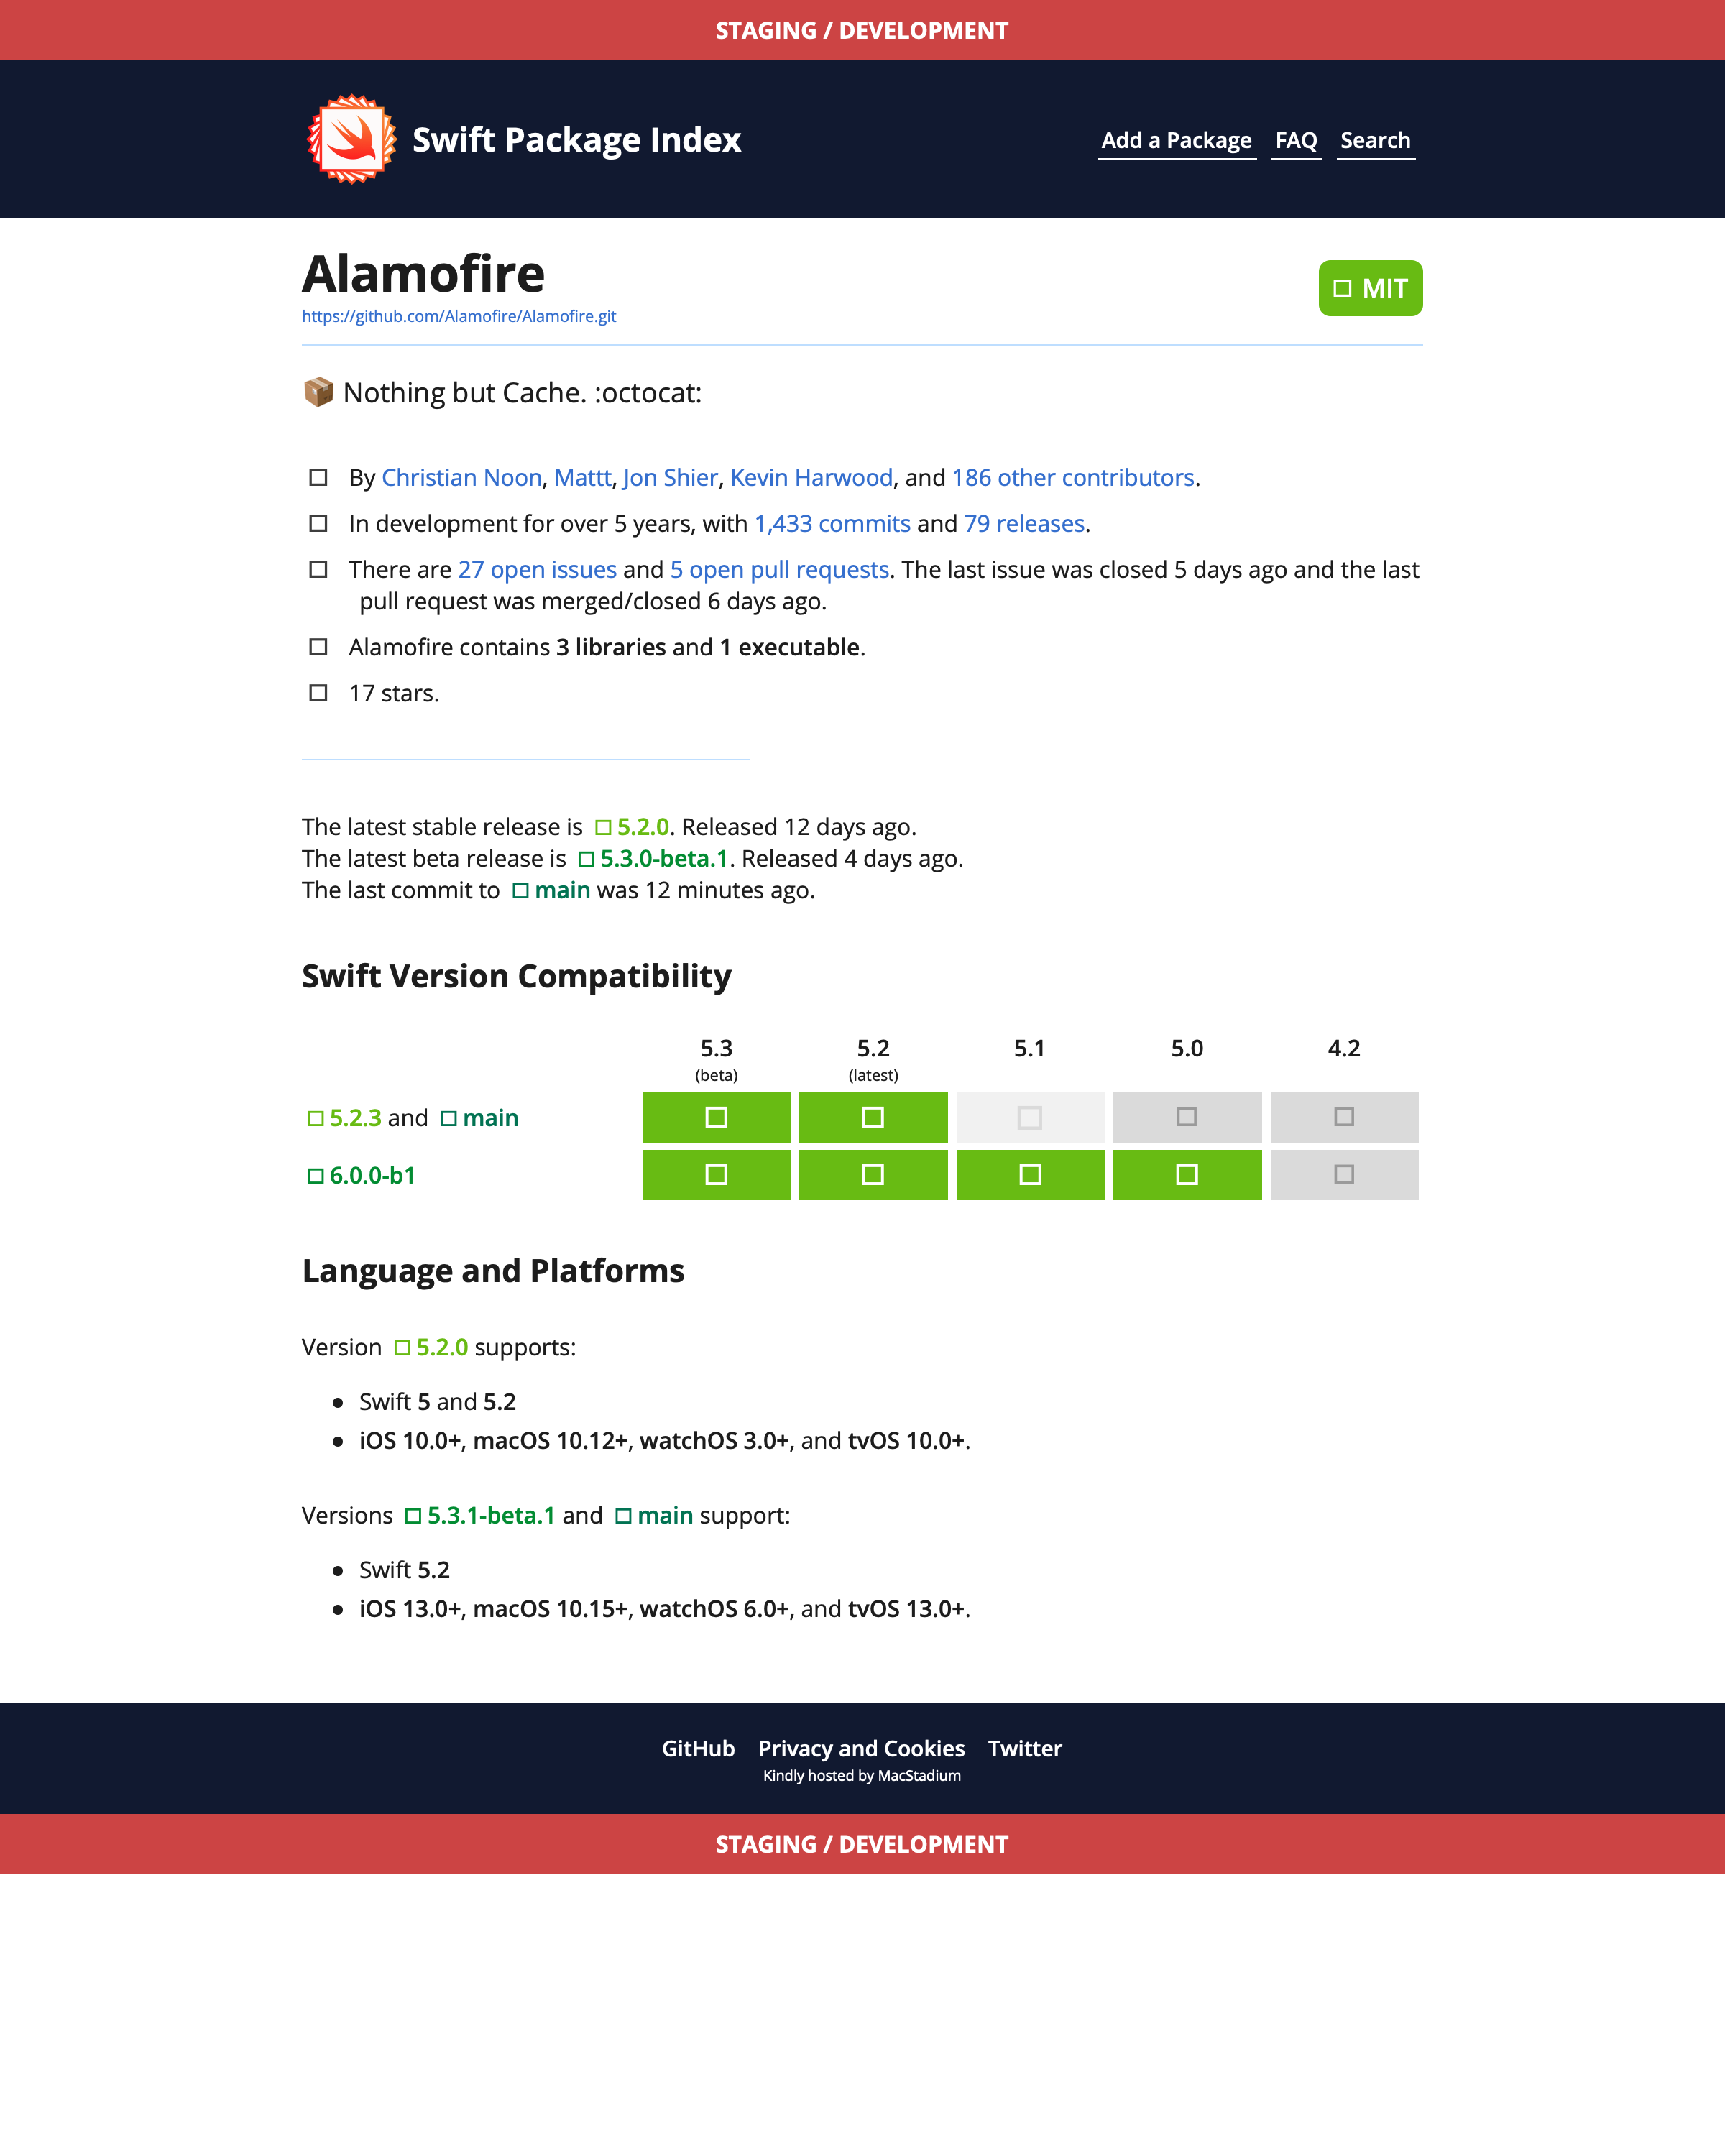 STAGING / DEVELOPMENT
Swift Package Index
Add a Package FAQ Search
Alamofire
MIT
https://github.com/Alamofire/Alamofire.git
📦 Nothing but Cache. :octocat:
By Christian Noon, Mattt, Jon Shier, Kevin Harwood, and 186 other contributors.
In development for over 5 years, with 1,433 commits and 79 releases.
There are 27 open issues and 5 open pull requests. The last issue was closed 5 days ago and the last
pull request was merged/closed 6 days ago.
Alamofire contains 3 libraries and 1 executable.
17 stars.
The latest stable release is 5.2.0. Released 12 days ago.
The latest beta release is 5.3.0-beta.1. Released 4 days ago.
The last commit to main was 12 minutes ago.
Swift Version Compatibility
5.3 5.2 5.1 5.0 4.2
(beta) (latest)
5.2.3 and main
6.0.0-b1
Language and Platforms
Version 5.2.0 supports:
● Swift 5 and 5.2
● iOS 10.0+, macOS 10.12+, watchOS 3.0+, and tvOS 10.0+.
Versions 5.3.1-beta.1 and main support:
● Swift 5.2
● iOS 13.0+, macOS 10.15+, watchOS 6.0+, and tvOS 13.0+.
GitHub Privacy and Cookies Twitter
Kindly hosted by MacStadium
STAGING / DEVELOPMENT